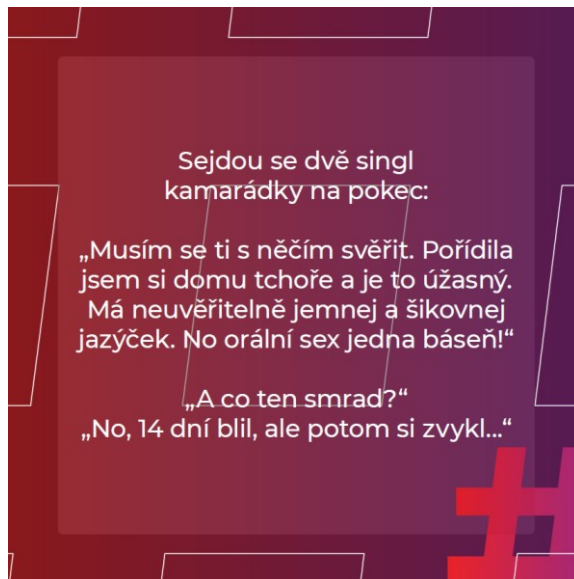 Sejdou se dvě singl
kamarádky na pokec:
„Musím se ti s něčím svěřit. Pořídila
jsem si domu tchoře a je to úžasný.
Má neuvěřitelně jemnej a šikovnej
jazýček. No orální sex jedna báseň!“
„A co ten smrad?“
„No, 14 dní blil, ale potom si zvykl...“
#